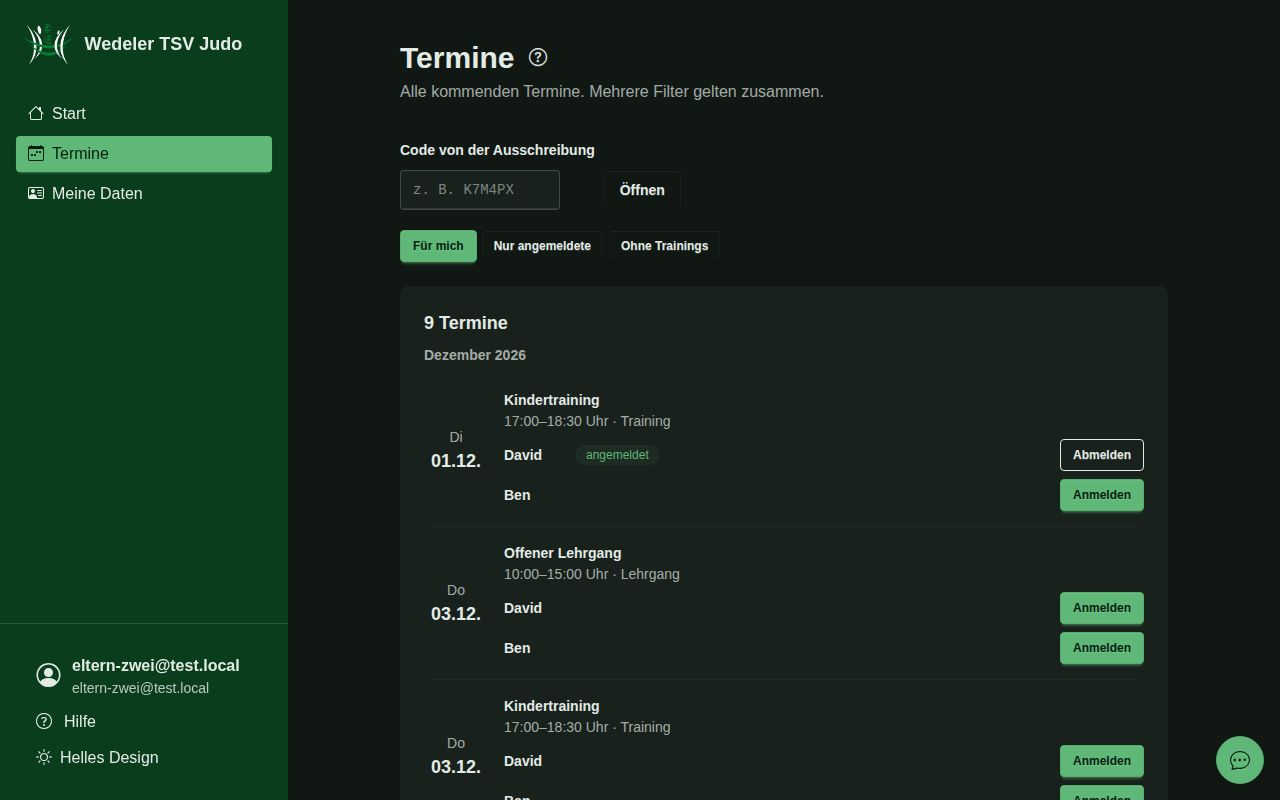 Wedeler TSV Judo
Start
Termine
Meine Daten
eltern-zwei@test.local
eltern-zwei@test.local
Hilfe
Helles Design
Termine
Alle kommenden Termine. Mehrere Filter gelten zusammen.
Code von der Ausschreibung
z. B. K7M4PX
Öffnen
Für mich
Nur angemeldete
Ohne Trainings
9 Termine
Dezember 2026
Di
01.12.
Kindertraining
17:00–18:30 Uhr · Training
David angemeldet Abmelden
Ben Anmelden
Do
03.12.
Offener Lehrgang
10:00–15:00 Uhr · Lehrgang
David Anmelden
Ben Anmelden
Do
03.12.
Kindertraining
17:00–18:30 Uhr · Training
David Anmelden
Ben Anmelden